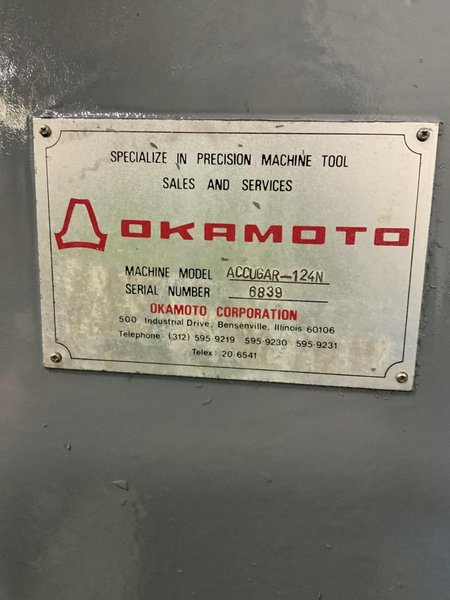 SPECIALIZE IN PRECISION MACHINE TOOL
SALES AND SERVICES
OKAMOTO
MACHINE MODEL ACCUGAR-124N
SERIAL NUMBER 6839
OKAMOTO CORPORATION
500 Industrial Drive, Bensenville, Illinois 60106
Telephone: (312) 595-9219 595-9230 595-9231
Telex: 20-6541